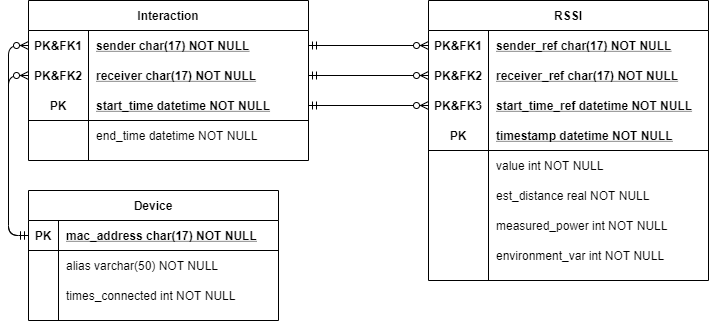 Interaction
PK&FK1 sender char(17) NOT NULL
PK&FK2 receiver char(17) NOT NULL
PK start_time datetime NOT NULL
end_time datetime NOT NULL
Device
PK mac_address char(17) NOT NULL
alias varchar(50) NOT NULL
times_connected int NOT NULL
RSSI
PK&FK1 sender_ref char(17) NOT NULL
PK&FK2 receiver_ref char(17) NOT NULL
PK&FK3 start_time_ref datetime NOT NULL
PK timestamp datetime NOT NULL
value int NOT NULL
est_distance real NOT NULL
measured_power int NOT NULL
environment_var int NOT NULL